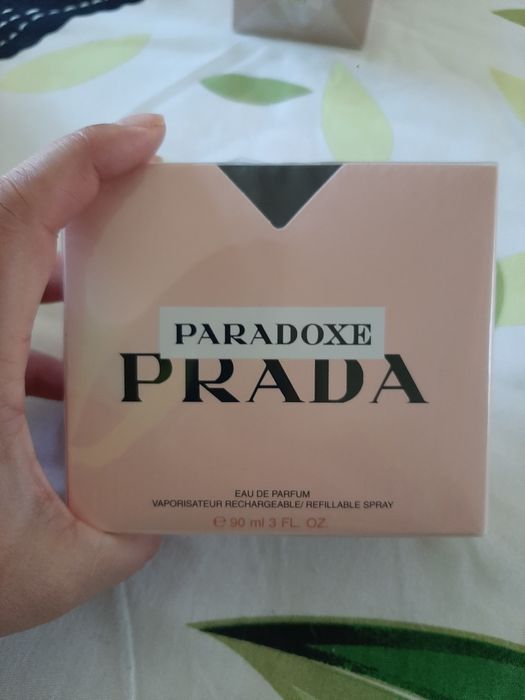 PARADOXE
PRADA
EAU DE PARFUM
VAPORISATEUR RECHARGEABLE/ REFILLABLE SPRAY
℮ 90 ml 3 FL. OZ.